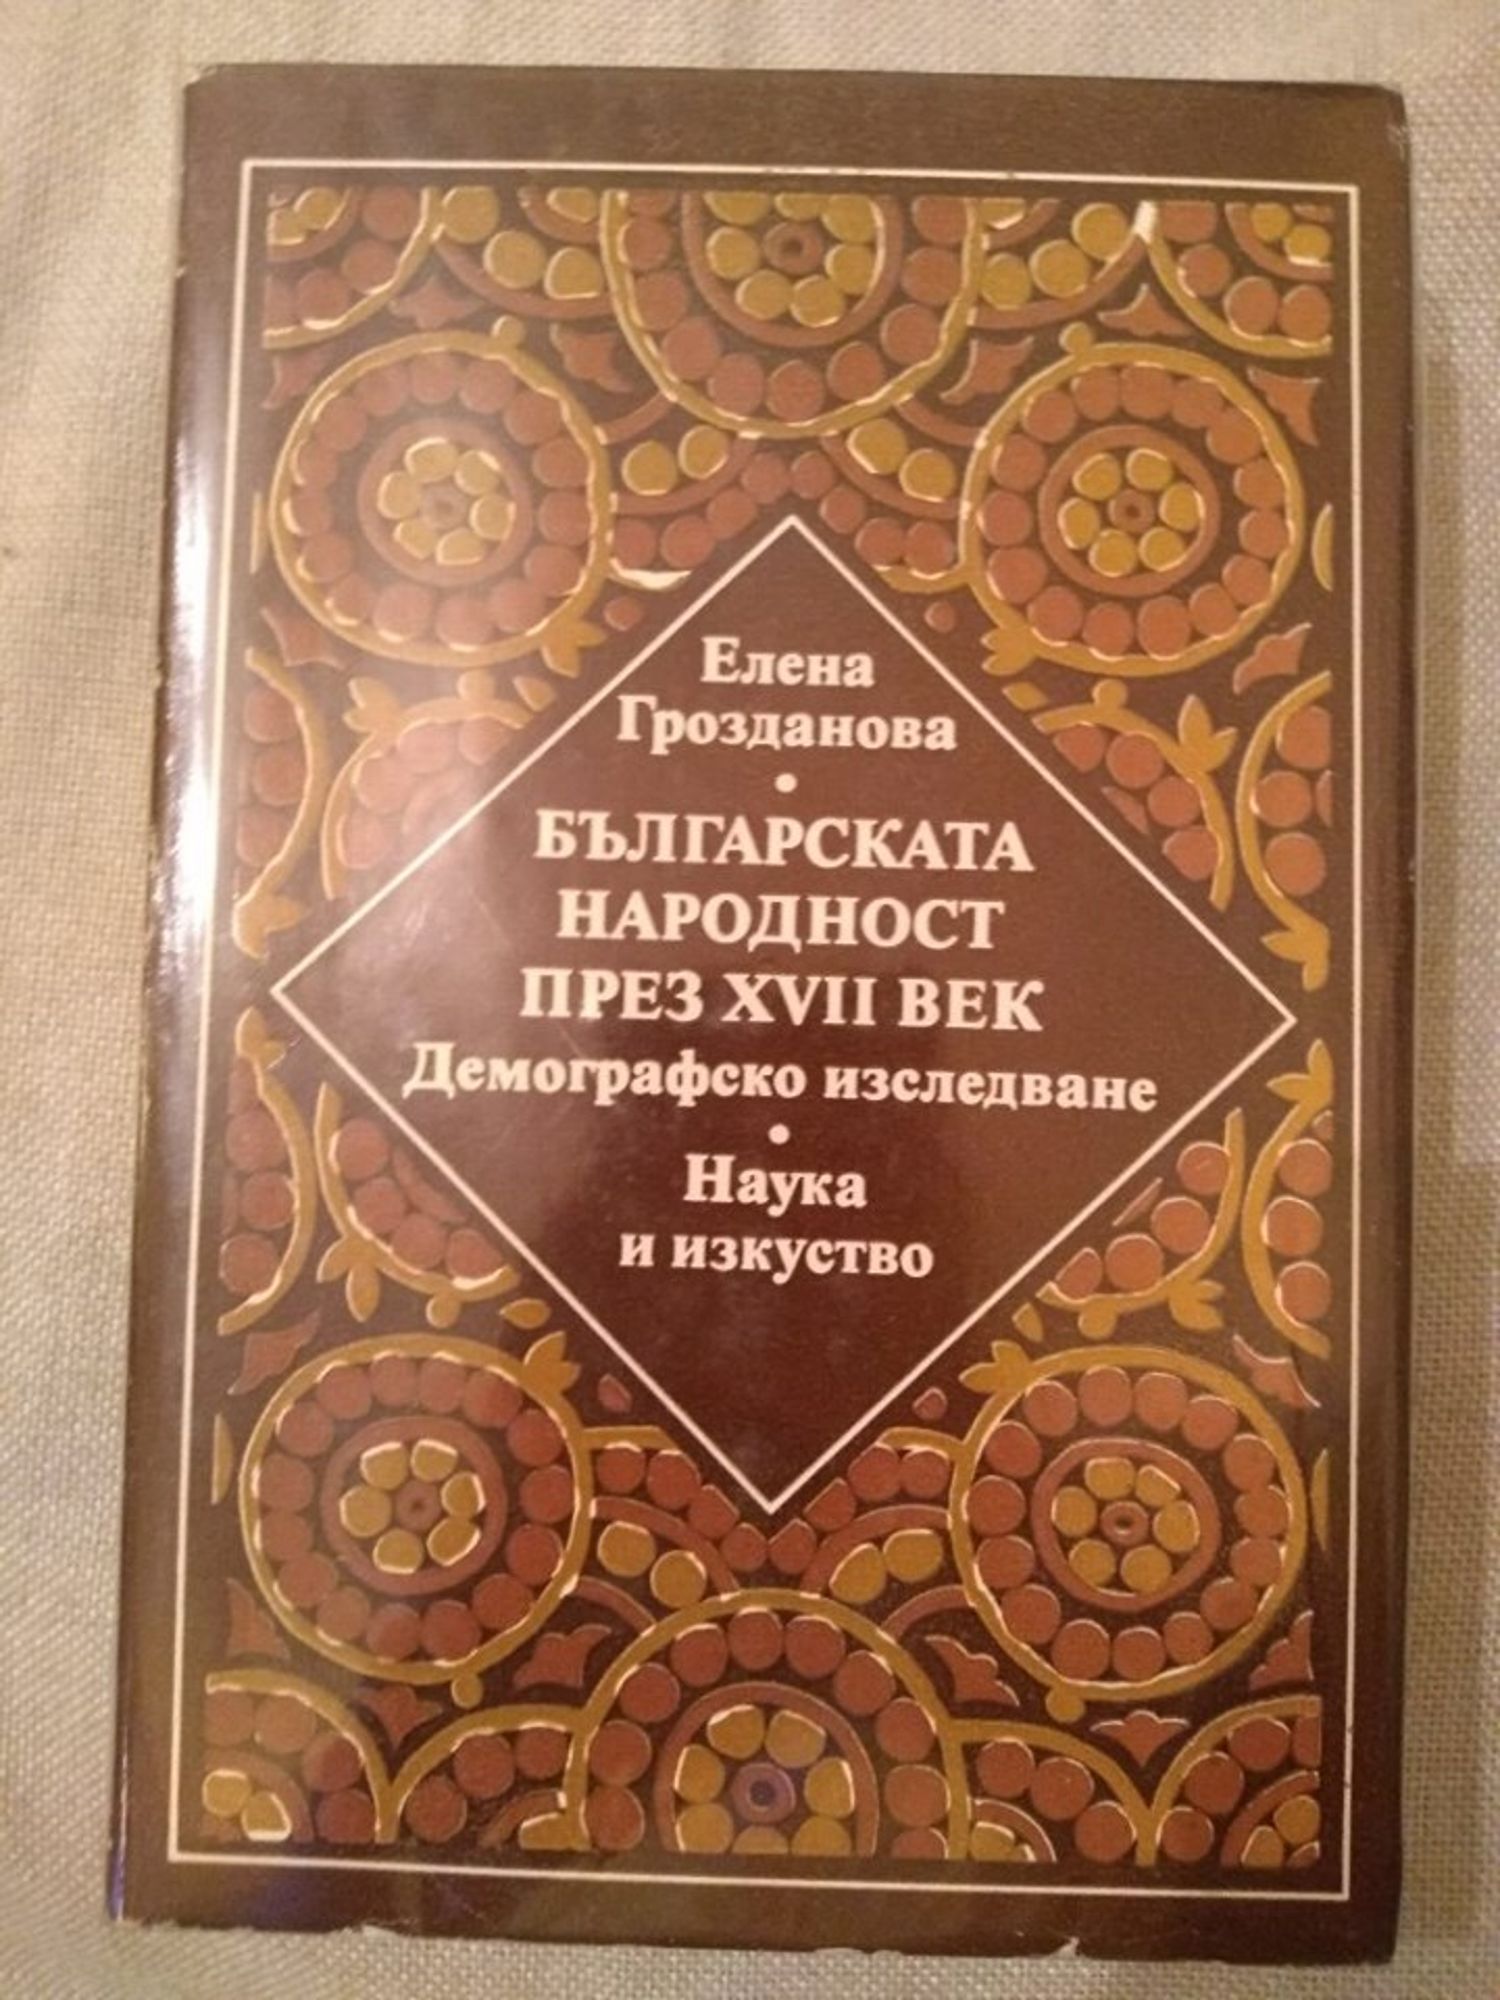 Елена
Грозданова
•
БЪЛГАРСКАТА
НАРОДНОСТ
ПРЕЗ XVII ВЕК
Демографско изследване
•
Наука
и изкуство